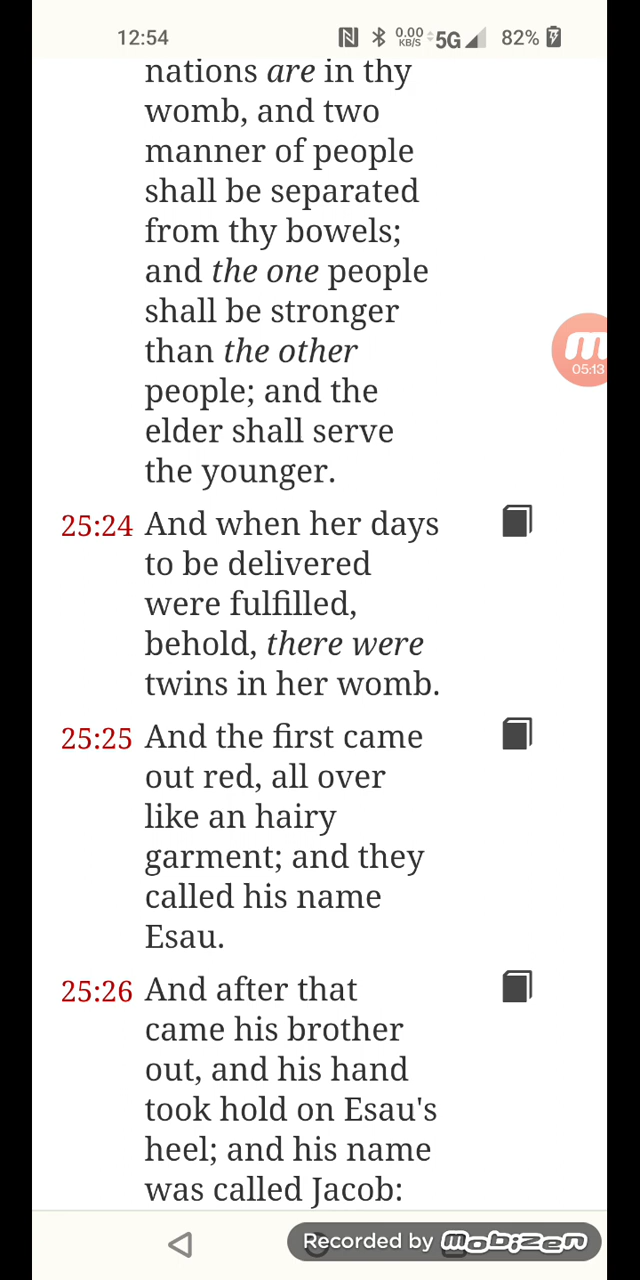 12:54 0.00 KB/S 5G 82%
nations are in thy
womb, and two
manner of people
shall be separated
from thy bowels;
and the one people
shall be stronger
than the other
people; and the
elder shall serve
the younger.
25:24 And when her days
to be delivered
were fulfilled,
behold, there were
twins in her womb.
25:25 And the first came
out red, all over
like an hairy
garment; and they
called his name
Esau.
25:26 And after that
came his brother
out, and his hand
took hold on Esau's
heel; and his name
was called Jacob:
m
05:13
Recorded by mobizen